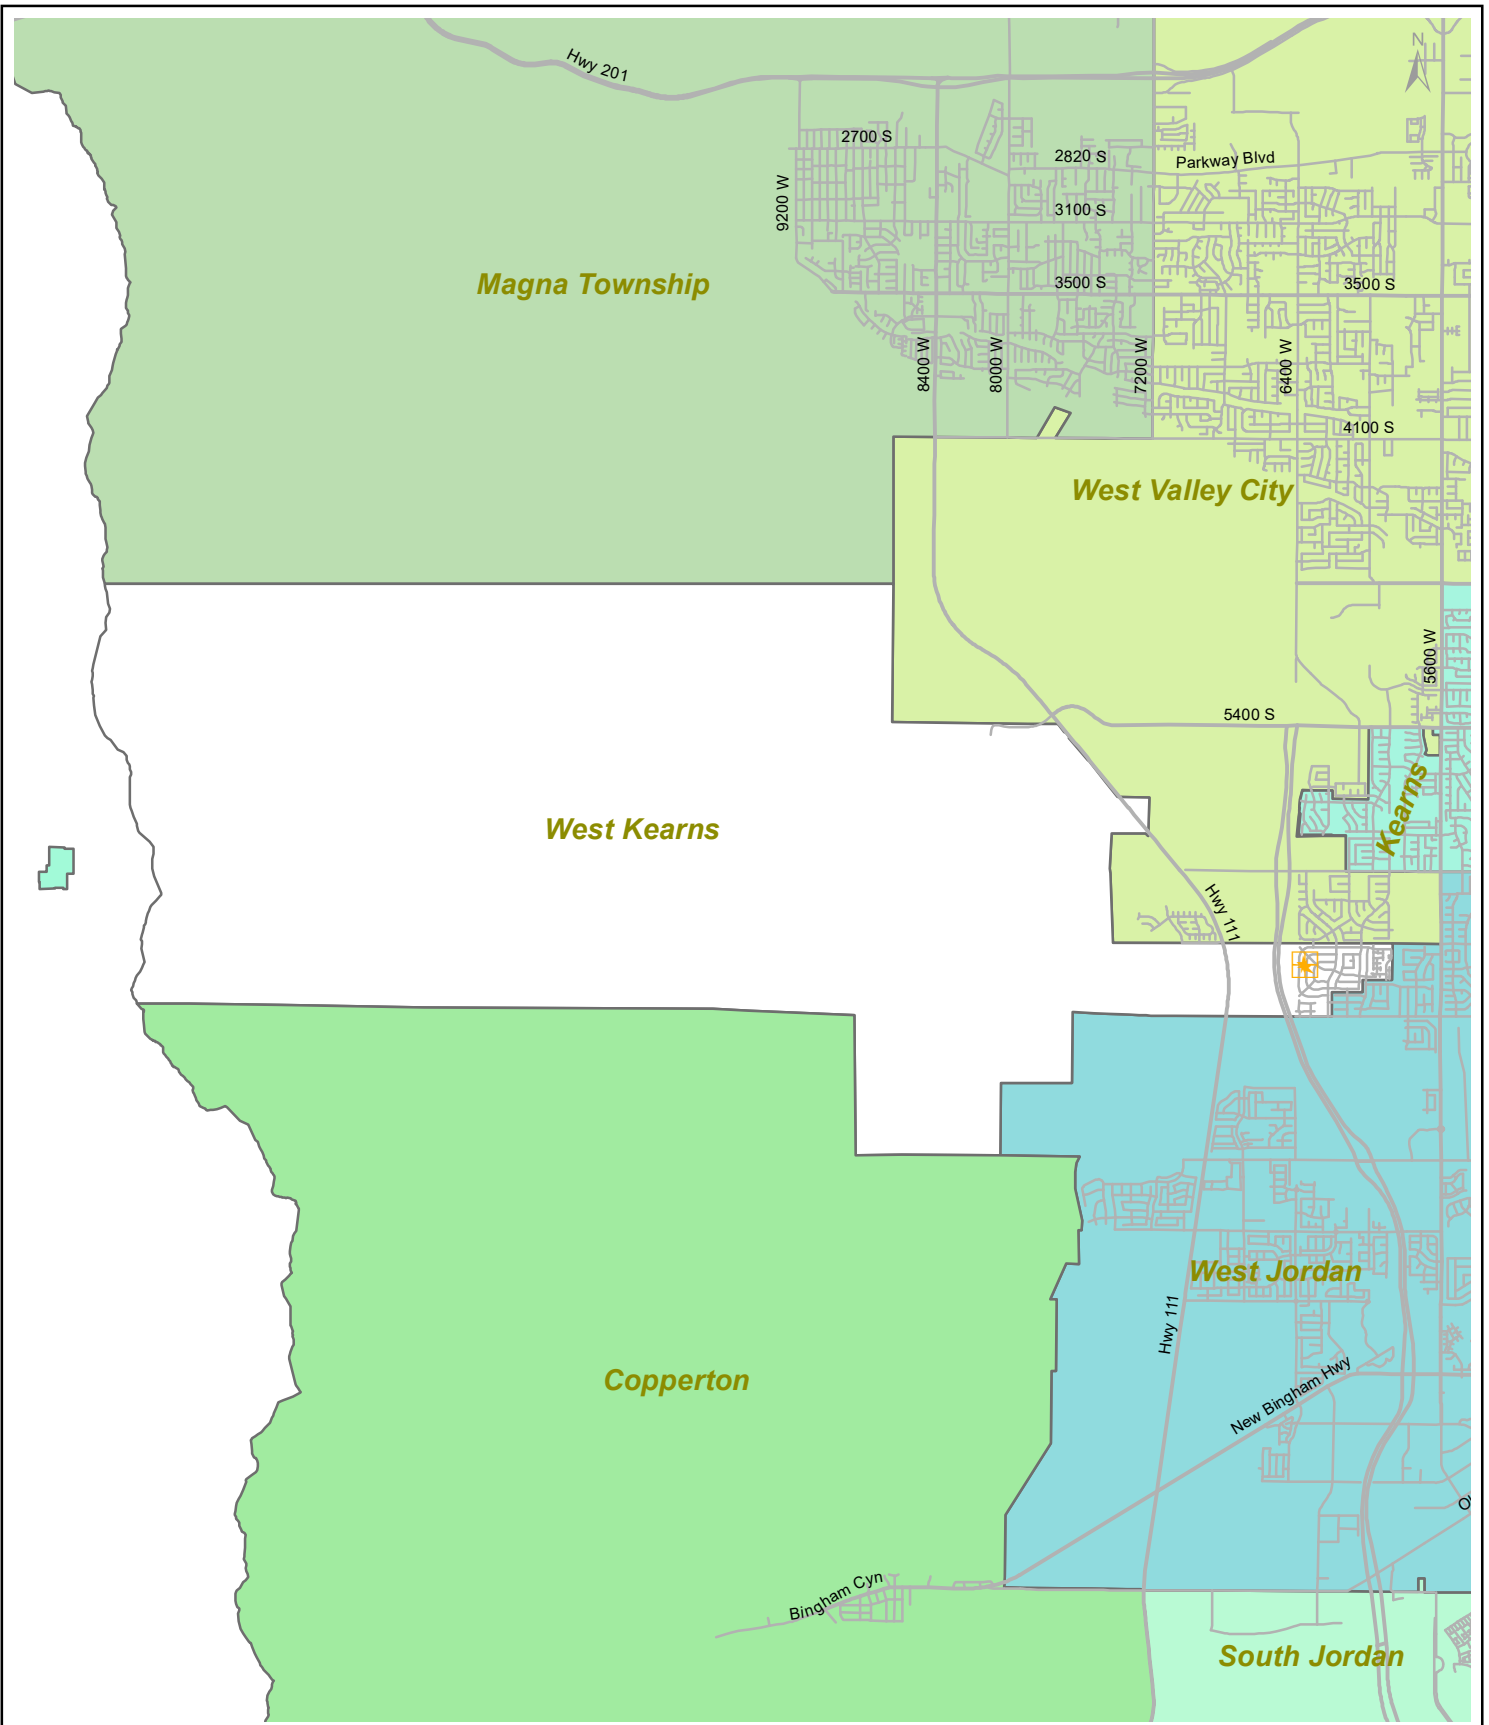 N
Hwy 201
2700 S
2820 S
Parkway Blvd
9200 W
3100 S
Magna Township
3500 S
3500 S
8400 W
8000 W
7200 W
6400 W
4100 S
West Valley City
5600 W
5400 S
West Kearns
Kearns
Hwy 111
West Jordan
Hwy 111
Copperton
New Bingham Hwy
Bingham Cyn
South Jordan